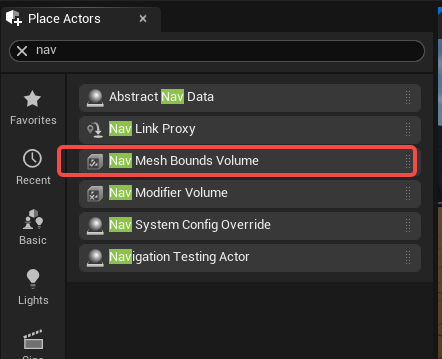 Place Actors
nav
Favorites
Recent
Basic
Lights
Abstract Nav Data
Nav Link Proxy
Nav Mesh Bounds Volume
Nav Modifier Volume
Nav System Config Override
Navigation Testing Actor